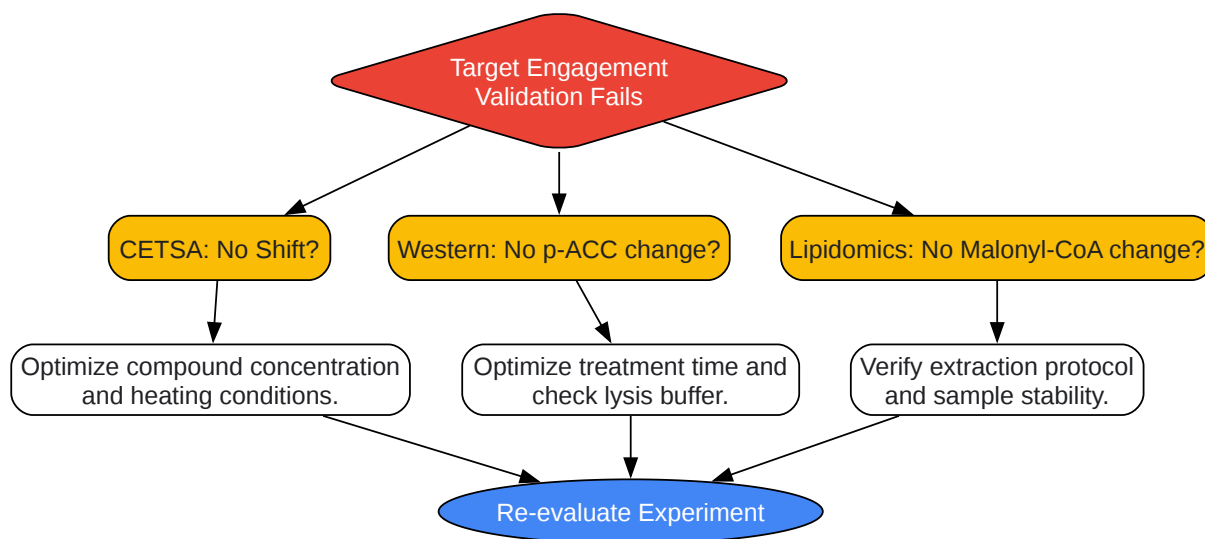 Target Engagement
Validation Fails
CETSA: No Shift?
Western: No p-ACC change?
Lipidomics: No Malonyl-CoA change?
Optimize compound concentration
and heating conditions.
Optimize treatment time and
check lysis buffer.
Verify extraction protocol
and sample stability.
Re-evaluate Experiment